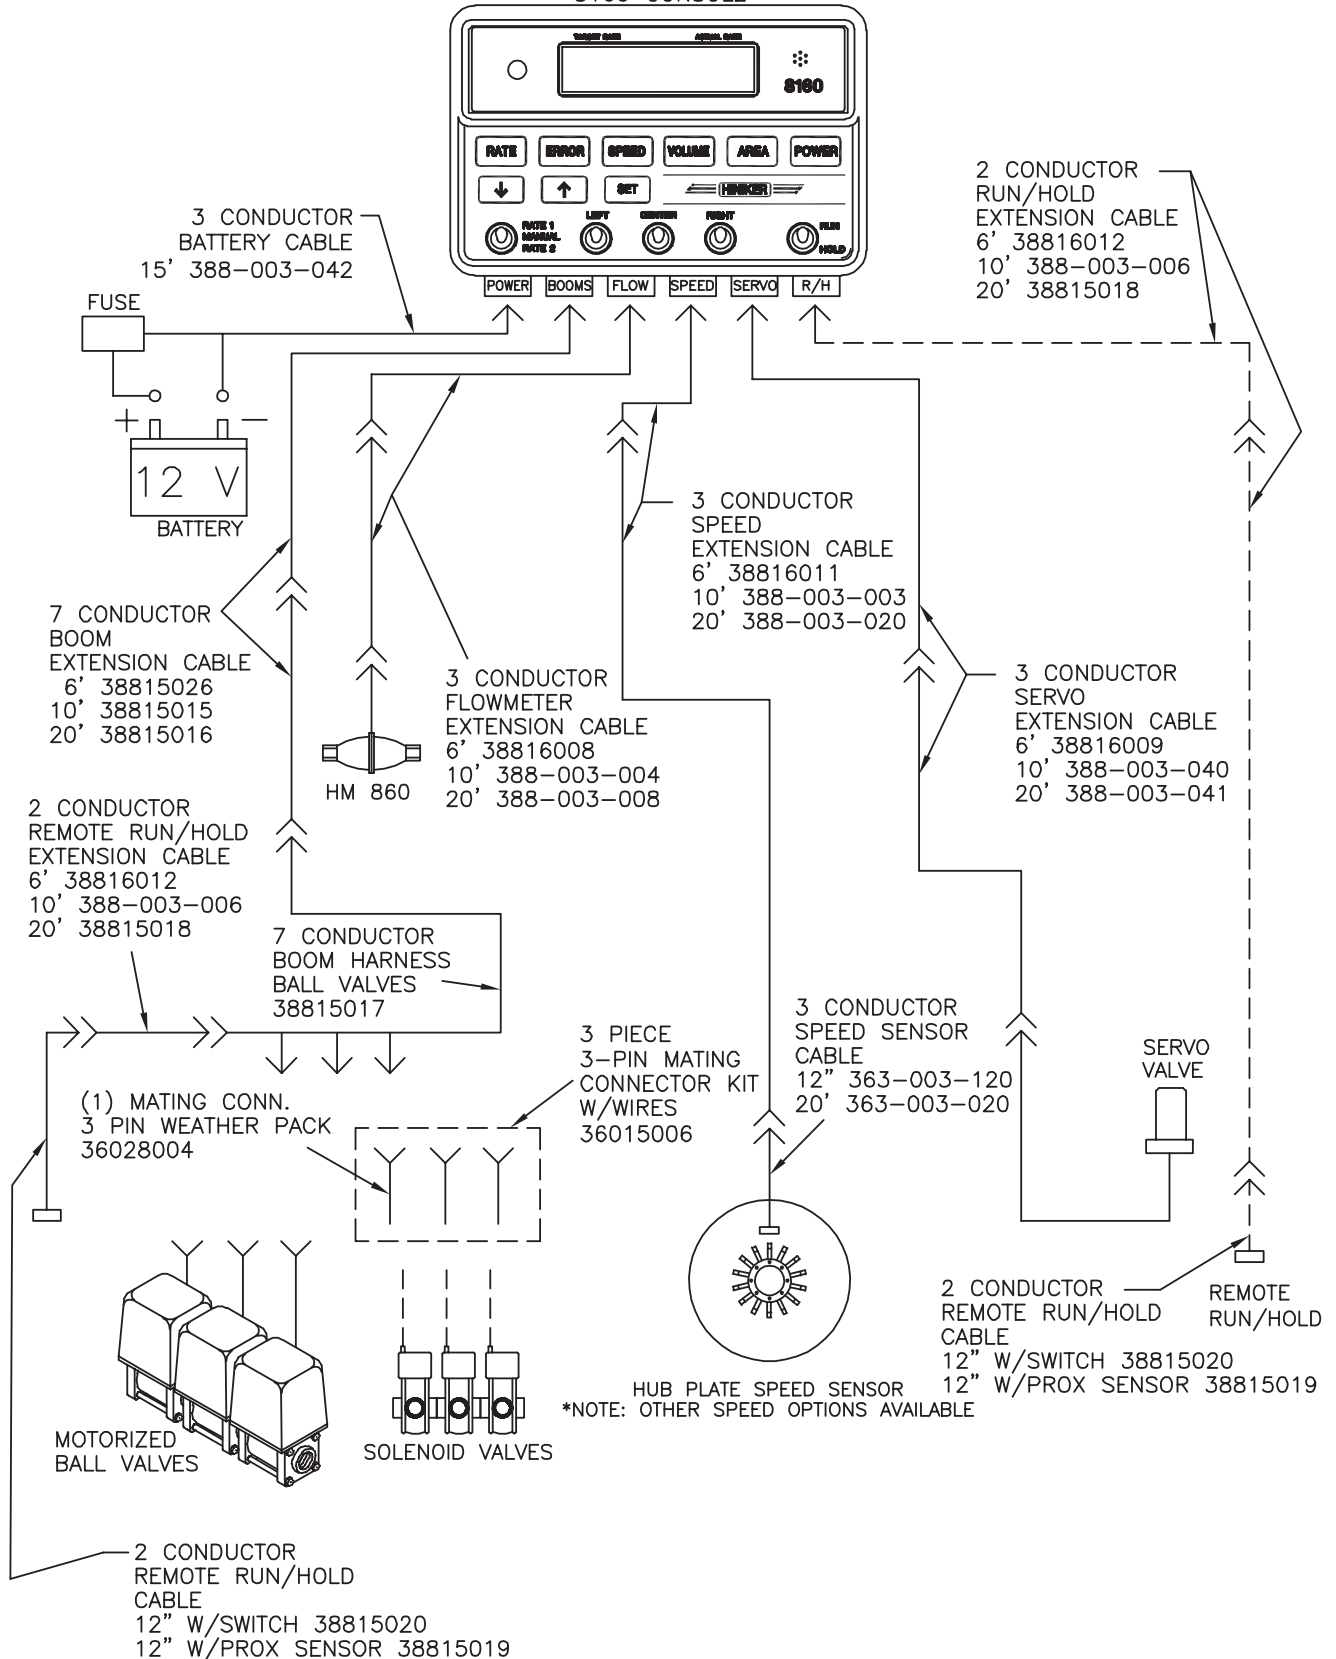 TARGET RATE ACTUAL RATE
8160
RATE ERROR SPEED VOLUME AREA POWER
SET HINIKER
LEFT CENTER RIGHT
RATE 1
MANUAL
RATE 2
RUN
HOLD
POWER BOOMS FLOW SPEED SERVO R/H
3 CONDUCTOR
BATTERY CABLE
15' 388-003-042
2 CONDUCTOR
RUN/HOLD
EXTENSION CABLE
6' 38816012
10' 388-003-006
20' 38815018
FUSE
+ −
12 V
BATTERY
3 CONDUCTOR
SPEED
EXTENSION CABLE
6' 38816011
10' 388-003-003
20' 388-003-020
7 CONDUCTOR
BOOM
EXTENSION CABLE
6' 38815026
10' 38815015
20' 38815016
3 CONDUCTOR
FLOWMETER
EXTENSION CABLE
6' 38816008
10' 388-003-004
20' 388-003-008
3 CONDUCTOR
SERVO
EXTENSION CABLE
6' 38816009
10' 388-003-040
20' 388-003-041
HM 860
2 CONDUCTOR
REMOTE RUN/HOLD
EXTENSION CABLE
6' 38816012
10' 388-003-006
20' 38815018
7 CONDUCTOR
BOOM HARNESS
BALL VALVES
38815017
3 PIECE
3-PIN MATING
CONNECTOR KIT
W/WIRES
36015006
3 CONDUCTOR
SPEED SENSOR
CABLE
12" 363-003-120
20' 363-003-020
SERVO
VALVE
(1) MATING CONN.
3 PIN WEATHER PACK
36028004
2 CONDUCTOR
REMOTE RUN/HOLD
CABLE
12" W/SWITCH 38815020
12" W/PROX SENSOR 38815019
REMOTE
RUN/HOLD
HUB PLATE SPEED SENSOR
*NOTE: OTHER SPEED OPTIONS AVAILABLE
MOTORIZED
BALL VALVES
SOLENOID VALVES
2 CONDUCTOR
REMOTE RUN/HOLD
CABLE
12" W/SWITCH 38815020
12" W/PROX SENSOR 38815019